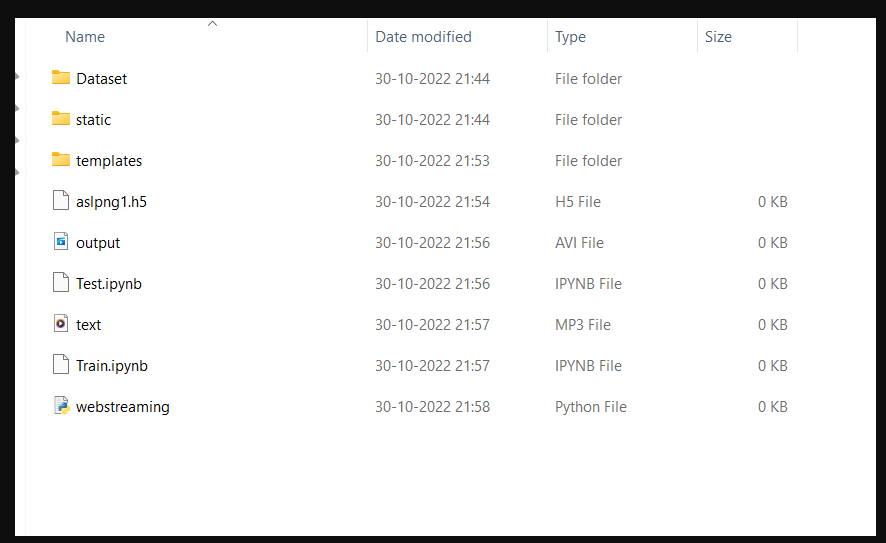 Name Date modified Type Size
Dataset 30-10-2022 21:44 File folder
static 30-10-2022 21:44 File folder
templates 30-10-2022 21:53 File folder
aslpng1.h5 30-10-2022 21:54 H5 File 0 KB
output 30-10-2022 21:56 AVI File 0 KB
Test.ipynb 30-10-2022 21:56 IPYNB File 0 KB
text 30-10-2022 21:57 MP3 File 0 KB
Train.ipynb 30-10-2022 21:57 IPYNB File 0 KB
webstreaming 30-10-2022 21:58 Python File 0 KB